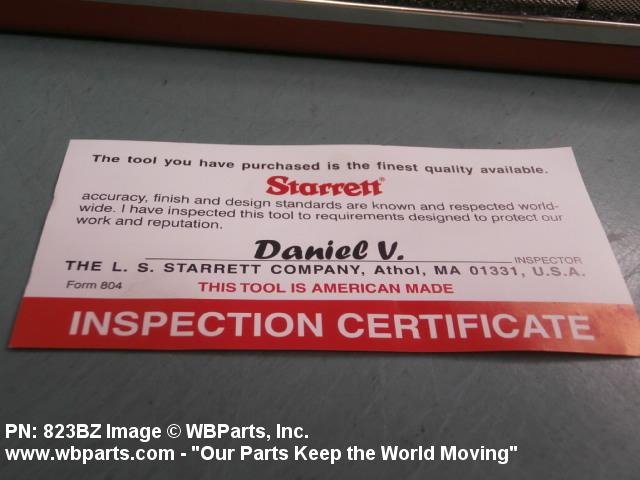 The tool you have purchased is the finest quality available.
Starrett®
accuracy, finish and design standards are known and respected world-
wide. I have inspected this tool to requirements designed to protect our
work and reputation.
Daniel V.
INSPECTOR
THE L. S. STARRETT COMPANY, Athol, MA 01331, U.S.A.
Form 804 THIS TOOL IS AMERICAN MADE
INSPECTION CERTIFICATE
PN: 823BZ Image © WBParts, Inc.
www.wbparts.com - "Our Parts Keep the World Moving"